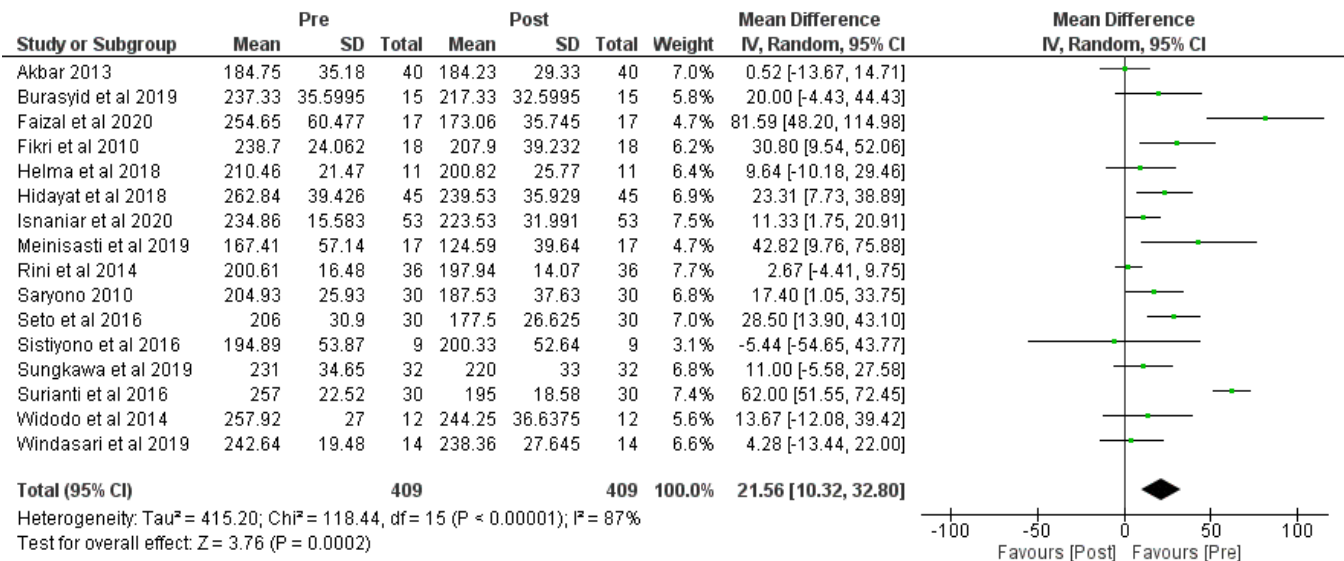 Pre Post Mean Difference Mean Difference
Study or Subgroup Mean SD Total Mean SD Total Weight IV, Random, 95% CI IV, Random, 95% CI
Akbar 2013 184.75 35.18 40 184.23 29.33 40 7.0% 0.52 [-13.67, 14.71]
Burasyid et al 2019 237.33 35.5995 15 217.33 32.5995 15 5.8% 20.00 [-4.43, 44.43]
Faizal et al 2020 254.65 60.477 17 173.06 35.745 17 4.7% 81.59 [48.20, 114.98]
Fikri et al 2010 238.7 24.062 18 207.9 39.232 18 6.2% 30.80 [9.54, 52.06]
Helma et al 2018 210.46 21.47 11 200.82 25.77 11 6.4% 9.64 [-10.18, 29.46]
Hidayat et al 2018 262.84 39.426 45 239.53 35.929 45 6.9% 23.31 [7.73, 38.89]
Isnaniar et al 2020 234.86 15.583 53 223.53 31.991 53 7.5% 11.33 [1.75, 20.91]
Meinisasti et al 2019 167.41 57.14 17 124.59 39.64 17 4.7% 42.82 [9.76, 75.88]
Rini et al 2014 200.61 16.48 36 197.94 14.07 36 7.7% 2.67 [-4.41, 9.75]
Saryono 2010 204.93 25.93 30 187.53 37.63 30 6.8% 17.40 [1.05, 33.75]
Seto et al 2016 206 30.9 30 177.5 26.625 30 7.0% 28.50 [13.90, 43.10]
Sistiyono et al 2016 194.89 53.87 9 200.33 52.64 9 3.1% -5.44 [-54.65, 43.77]
Sungkawa et al 2019 231 34.65 32 220 33 32 6.8% 11.00 [-5.58, 27.58]
Surianti et al 2016 257 22.52 30 195 18.58 30 7.4% 62.00 [51.55, 72.45]
Widodo et al 2014 257.92 27 12 244.25 36.6375 12 5.6% 13.67 [-12.08, 39.42]
Windasari et al 2019 242.64 19.48 14 238.36 27.645 14 6.6% 4.28 [-13.44, 22.00]
Total (95% CI) 409 409 100.0% 21.56 [10.32, 32.80]
Heterogeneity: Tau² = 415.20; Chi² = 118.44, df = 15 (P < 0.00001); I² = 87%
Test for overall effect: Z = 3.76 (P = 0.0002)
-100 -50 0 50 100
Favours [Post] Favours [Pre]